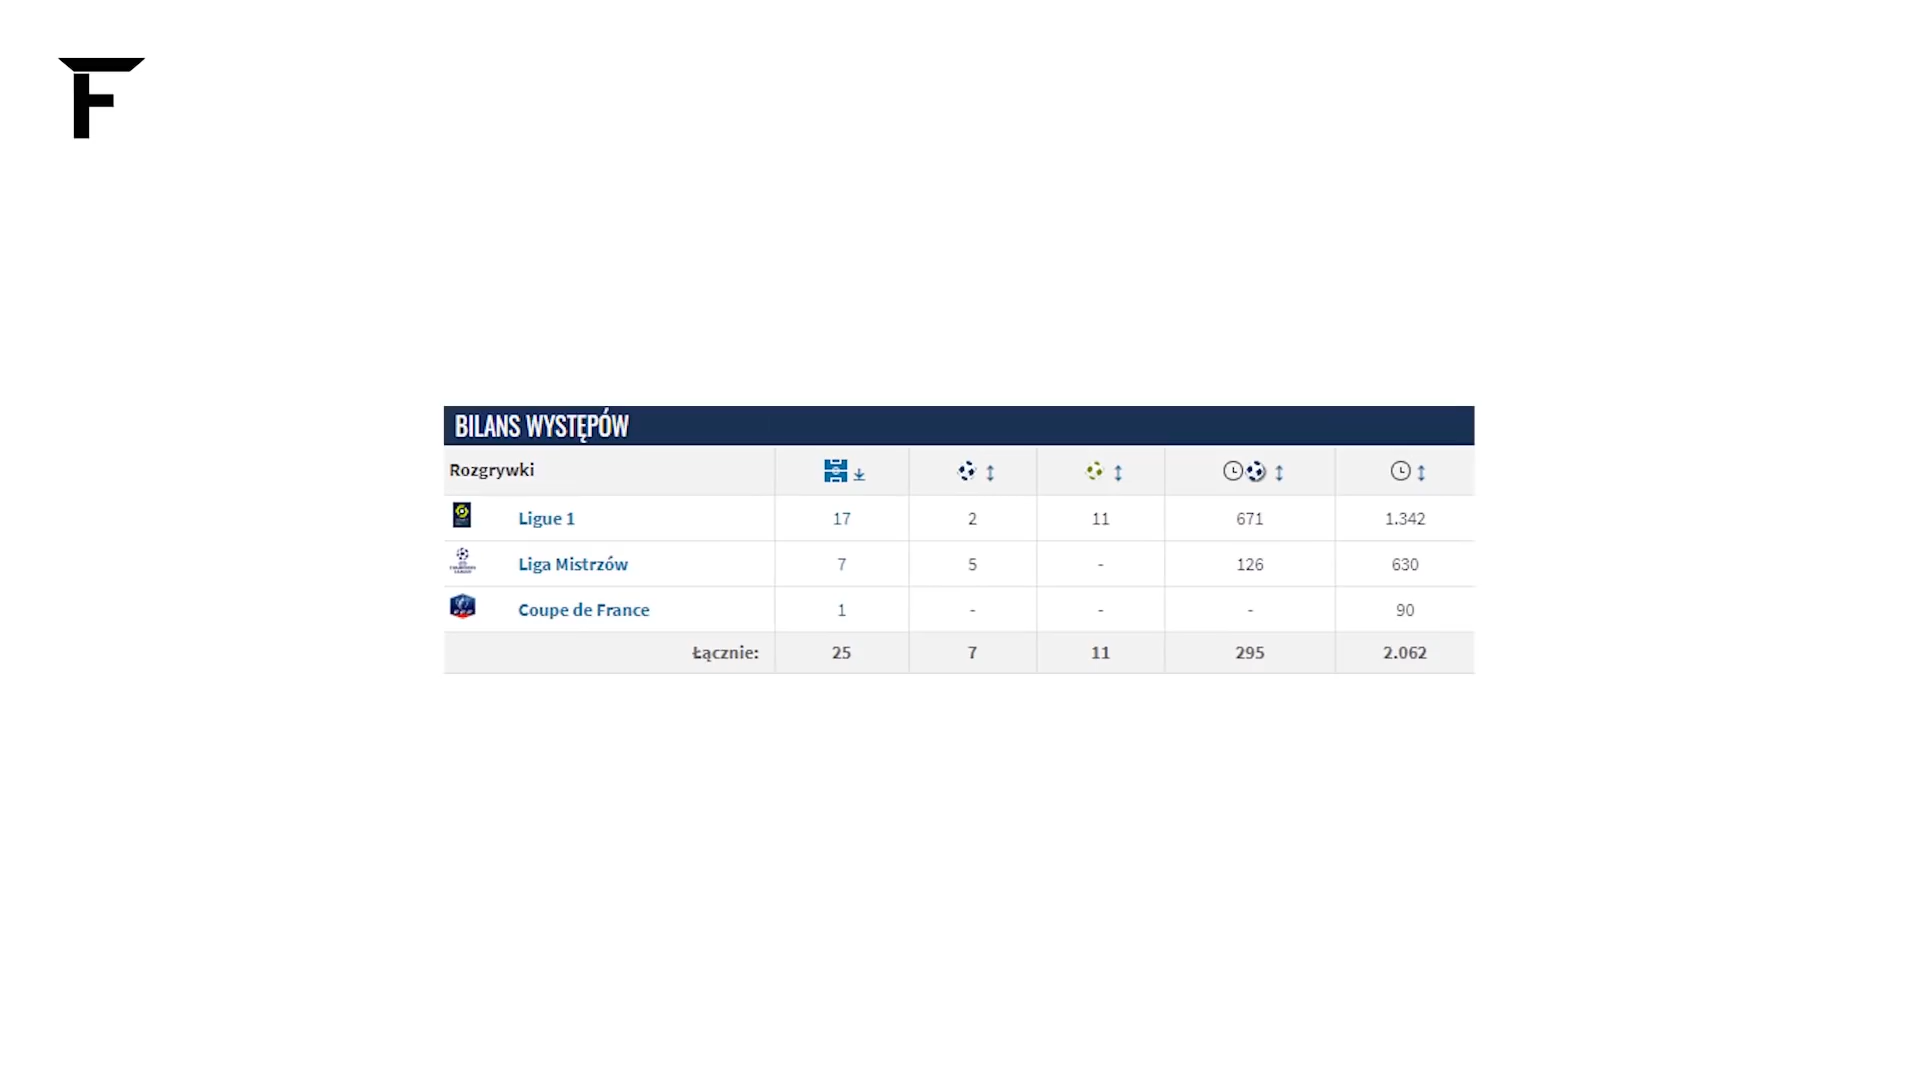 F
BILANS WYSTĘPÓW
Rozgrywki
Ligue 1 17 2 11 671 1.342
Liga Mistrzów 7 5 - 126 630
Coupe de France 1 - - - 90
Łącznie: 25 7 11 295 2.062